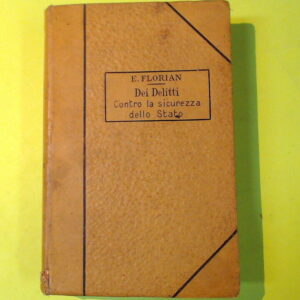 E. FLORIAN
Dei Delitti
Contro la sicurezza
dello Stato